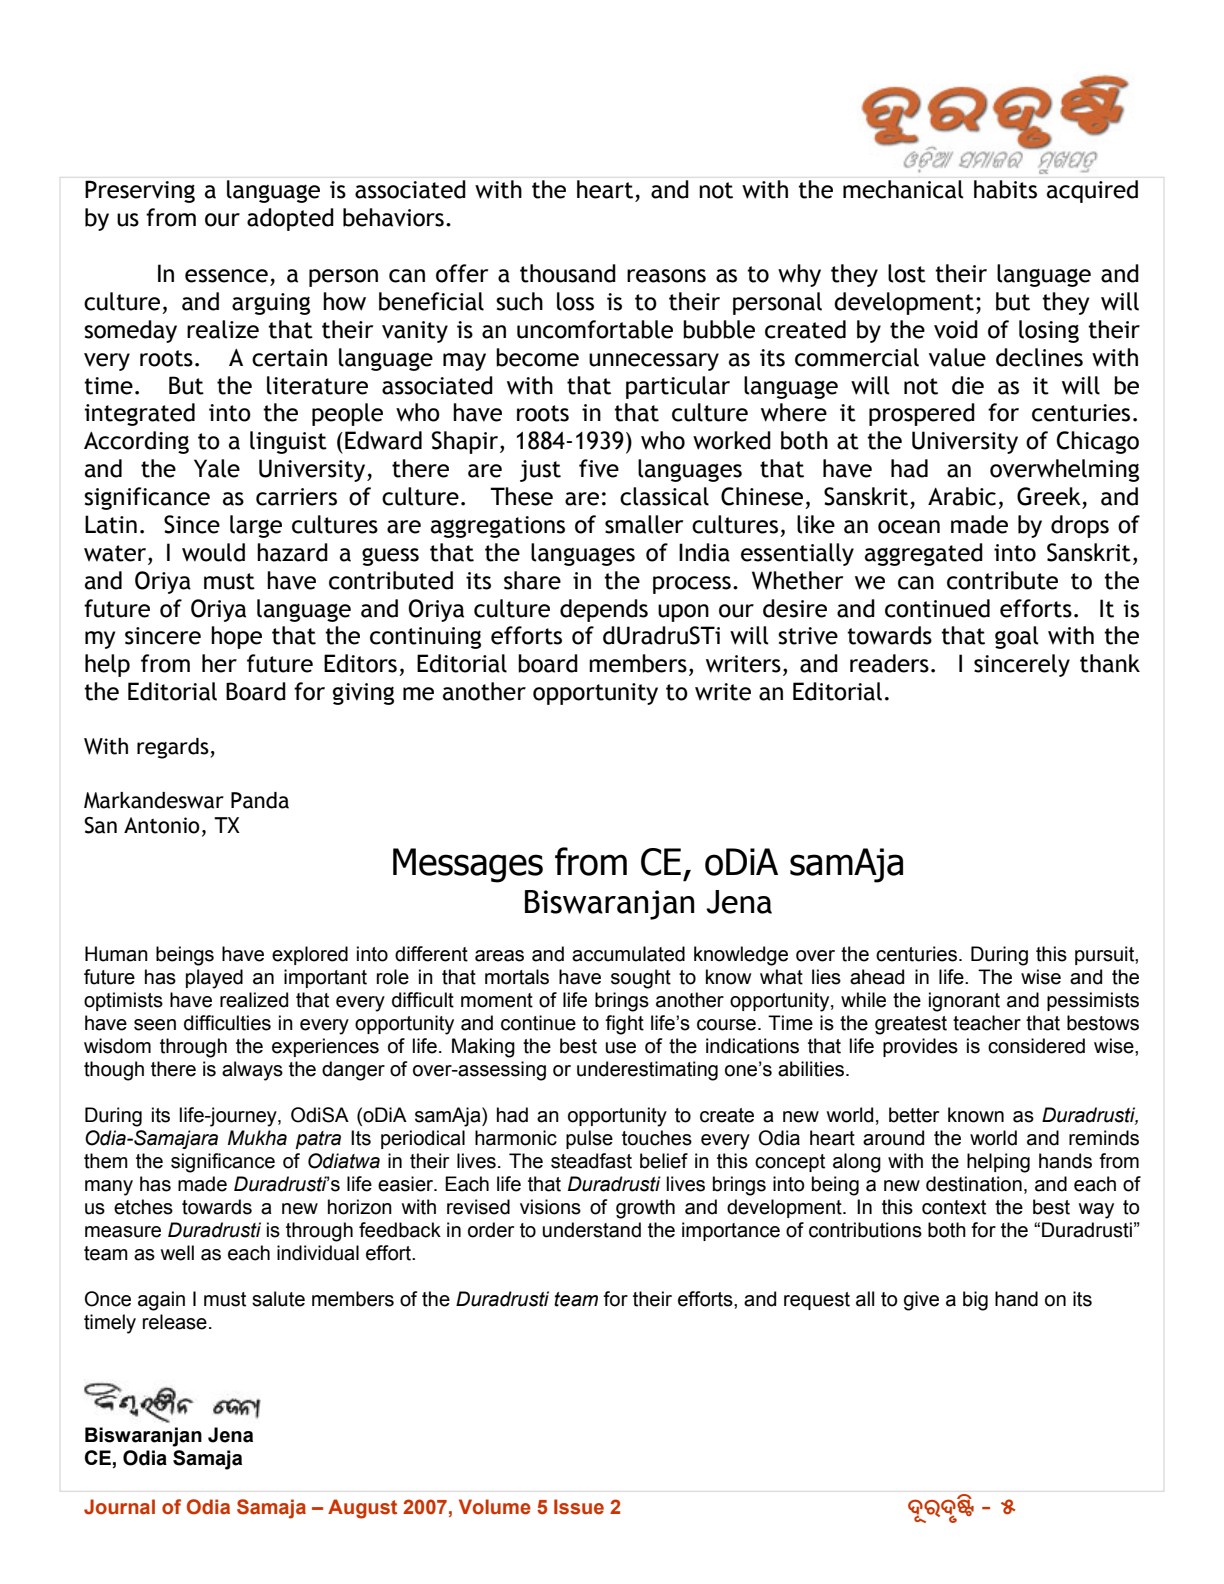 ଦୂରଦୃଷ୍ଟି
ଓଡ଼ିଆ ସମାଜର ମୁଖପତ୍ର
Preserving a language is associated with the heart, and not with the mechanical habits acquired
by us from our adopted behaviors.
In essence, a person can offer a thousand reasons as to why they lost their language and
culture, and arguing how beneficial such loss is to their personal development; but they will
someday realize that their vanity is an uncomfortable bubble created by the void of losing their
very roots. A certain language may become unnecessary as its commercial value declines with
time. But the literature associated with that particular language will not die as it will be
integrated into the people who have roots in that culture where it prospered for centuries.
According to a linguist (Edward Shapir, 1884-1939) who worked both at the University of Chicago
and the Yale University, there are just five languages that have had an overwhelming
significance as carriers of culture. These are: classical Chinese, Sanskrit, Arabic, Greek, and
Latin. Since large cultures are aggregations of smaller cultures, like an ocean made by drops of
water, I would hazard a guess that the languages of India essentially aggregated into Sanskrit,
and Oriya must have contributed its share in the process. Whether we can contribute to the
future of Oriya language and Oriya culture depends upon our desire and continued efforts. It is
my sincere hope that the continuing efforts of dUradruSTi will strive towards that goal with the
help from her future Editors, Editorial board members, writers, and readers. I sincerely thank
the Editorial Board for giving me another opportunity to write an Editorial.
With regards,
Markandeswar Panda
San Antonio, TX
Messages from CE, oDiA samAja
Biswaranjan Jena
Human beings have explored into different areas and accumulated knowledge over the centuries. During this pursuit,
future has played an important role in that mortals have sought to know what lies ahead in life. The wise and the
optimists have realized that every difficult moment of life brings another opportunity, while the ignorant and pessimists
have seen difficulties in every opportunity and continue to fight life’s course. Time is the greatest teacher that bestows
wisdom through the experiences of life. Making the best use of the indications that life provides is considered wise,
though there is always the danger of over-assessing or underestimating one’s abilities.
During its life-journey, OdiSA (oDiA samAja) had an opportunity to create a new world, better known as Duradrusti,
Odia-Samajara Mukha patra Its periodical harmonic pulse touches every Odia heart around the world and reminds
them the significance of Odiatwa in their lives. The steadfast belief in this concept along with the helping hands from
many has made Duradrusti’s life easier. Each life that Duradrusti lives brings into being a new destination, and each of
us etches towards a new horizon with revised visions of growth and development. In this context the best way to
measure Duradrusti is through feedback in order to understand the importance of contributions both for the “Duradrusti”
team as well as each individual effort.
Once again I must salute members of the Duradrusti team for their efforts, and request all to give a big hand on its
timely release.
ବିଶ୍ୱରଞ୍ଜନ ଜେନା
Biswaranjan Jena
CE, Odia Samaja
Journal of Odia Samaja – August 2007, Volume 5 Issue 2 ଦୂରଦୃଷ୍ଟି - ୫